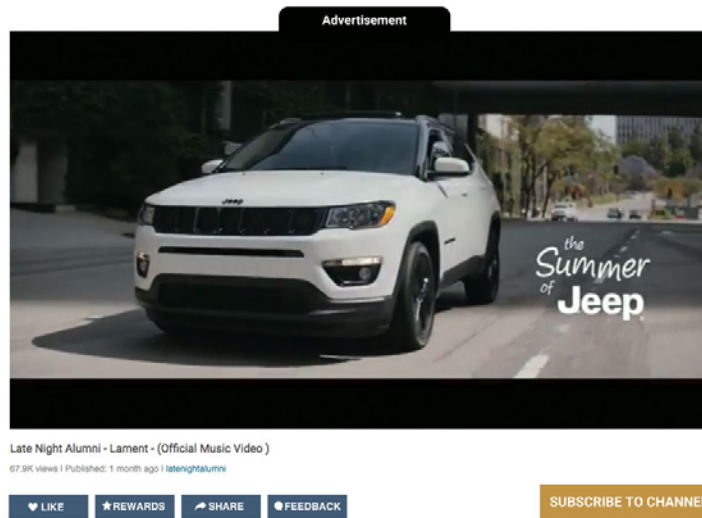 Advertisement
Jeep
the
Summer
of Jeep
Late Night Alumni - Lament - (Official Music Video )
67.9K views | Published: 1 month ago | latenightalumni
LIKE
REWARDS
SHARE
FEEDBACK
SUBSCRIBE TO CHANNEL